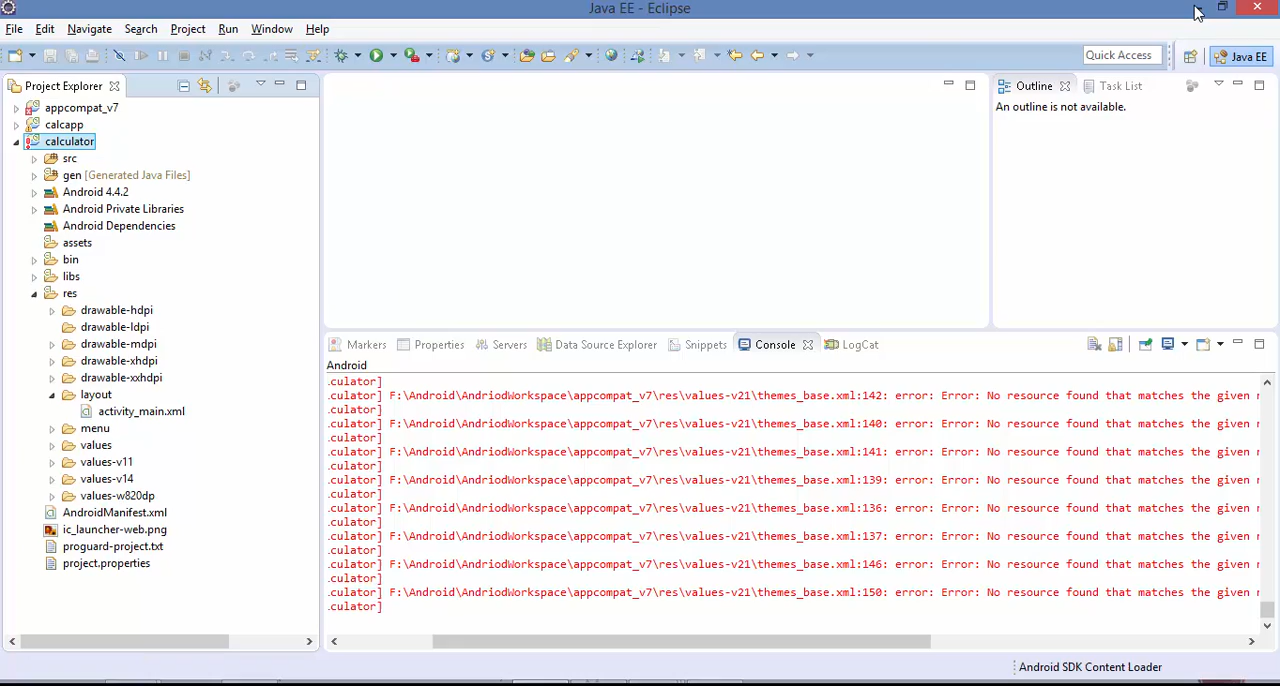 Java EE - Eclipse
File Edit Navigate Search Project Run Window Help
Quick Access
Java EE
Project Explorer
appcompat_v7
calcapp
calculator
src
gen [Generated Java Files]
Android 4.4.2
Android Private Libraries
Android Dependencies
assets
bin
libs
res
drawable-hdpi
drawable-ldpi
drawable-mdpi
drawable-xhdpi
drawable-xxhdpi
layout
activity_main.xml
menu
values
values-v11
values-v14
values-w820dp
AndroidManifest.xml
ic_launcher-web.png
proguard-project.txt
project.properties
Outline Task List
An outline is not available.
Markers Properties Servers Data Source Explorer Snippets Console LogCat
Android
.culator]
.culator] F:\Android\AndriodWorkspace\appcompat_v7\res\values-v21\themes_base.xml:142: error: Error: No resource found that matches the given
.culator]
.culator] F:\Android\AndriodWorkspace\appcompat_v7\res\values-v21\themes_base.xml:140: error: Error: No resource found that matches the given
.culator]
.culator] F:\Android\AndriodWorkspace\appcompat_v7\res\values-v21\themes_base.xml:141: error: Error: No resource found that matches the given
.culator]
.culator] F:\Android\AndriodWorkspace\appcompat_v7\res\values-v21\themes_base.xml:139: error: Error: No resource found that matches the given
.culator]
.culator] F:\Android\AndriodWorkspace\appcompat_v7\res\values-v21\themes_base.xml:136: error: Error: No resource found that matches the given
.culator]
.culator] F:\Android\AndriodWorkspace\appcompat_v7\res\values-v21\themes_base.xml:137: error: Error: No resource found that matches the given
.culator]
.culator] F:\Android\AndriodWorkspace\appcompat_v7\res\values-v21\themes_base.xml:146: error: Error: No resource found that matches the given
.culator]
.culator] F:\Android\AndriodWorkspace\appcompat_v7\res\values-v21\themes_base.xml:150: error: Error: No resource found that matches the given
.culator]
Android SDK Content Loader